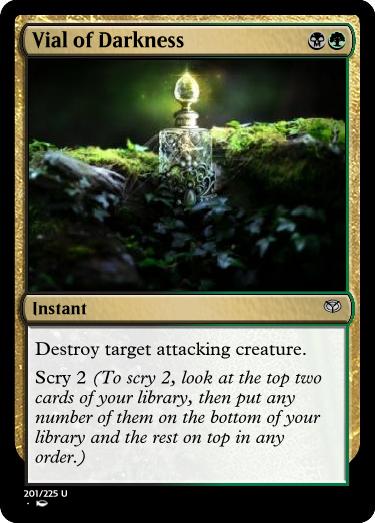 Vial of Darkness
Instant
Destroy target attacking creature.
Scry 2 (To scry 2, look at the top two
cards of your library, then put any
number of them on the bottom of your
library and the rest on top in any
order.)
201/225 U